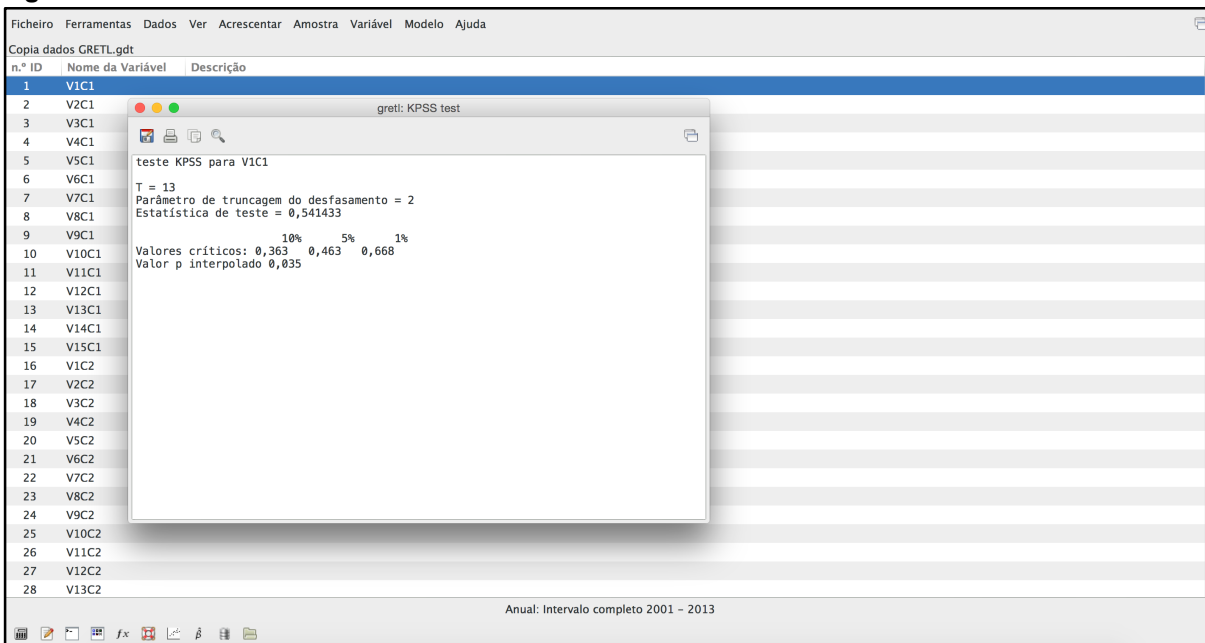 Ficheiro Ferramentas Dados Ver Acrescentar Amostra Variável Modelo Ajuda
Copia dados GRETL.gdt
n.º ID Nome da Variável Descrição
1 V1C1
2 V2C1
3 V3C1
4 V4C1
5 V5C1
6 V6C1
7 V7C1
8 V8C1
9 V9C1
10 V10C1
11 V11C1
12 V12C1
13 V13C1
14 V14C1
15 V15C1
16 V1C2
17 V2C2
18 V3C2
19 V4C2
20 V5C2
21 V6C2
22 V7C2
23 V8C2
24 V9C2
25 V10C2
26 V11C2
27 V12C2
28 V13C2
gretl: KPSS test
teste KPSS para V1C1
T = 13
Parâmetro de truncagem do desfasamento = 2
Estatística de teste = 0,541433
10% 5% 1%
Valores críticos: 0,363 0,463 0,668
Valor p interpolado 0,035
Anual: Intervalo completo 2001 - 2013
fx β̂